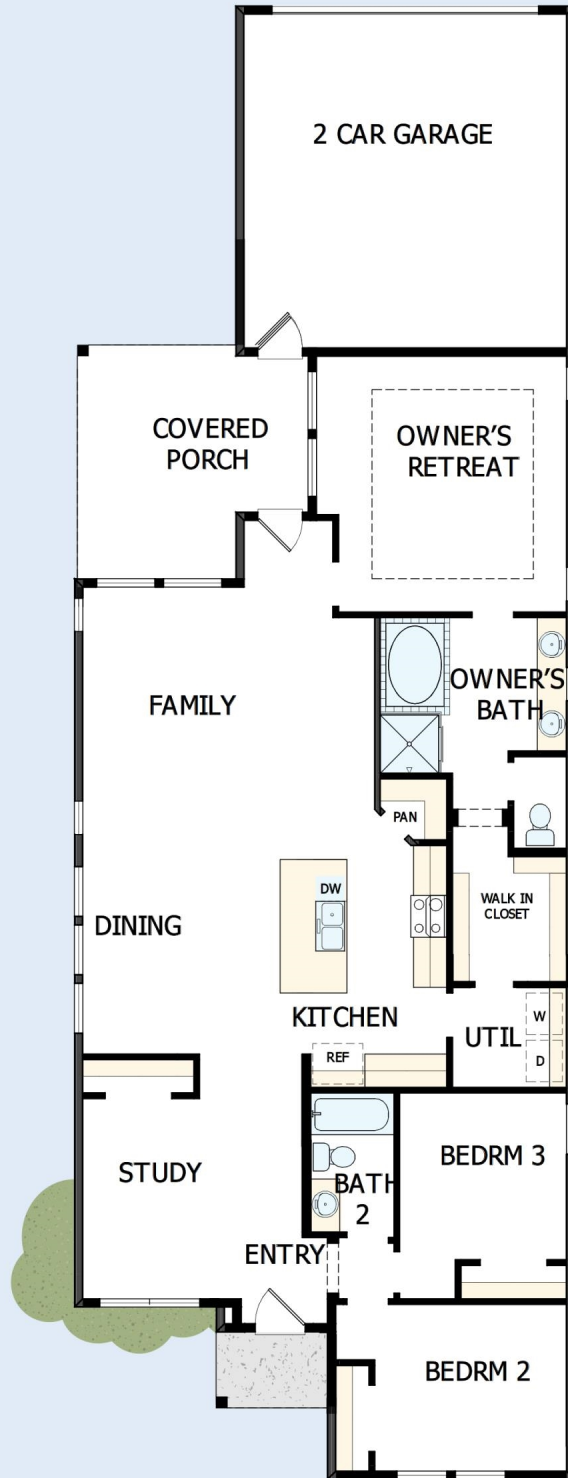 2 CAR GARAGE
COVERED
PORCH
OWNER'S
RETREAT
FAMILY
OWNER'S
BATH
PAN
DW
WALK IN
CLOSET
DINING
KITCHEN
REF
UTIL
W
D
STUDY
BATH
2
BEDRM 3
ENTRY
BEDRM 2